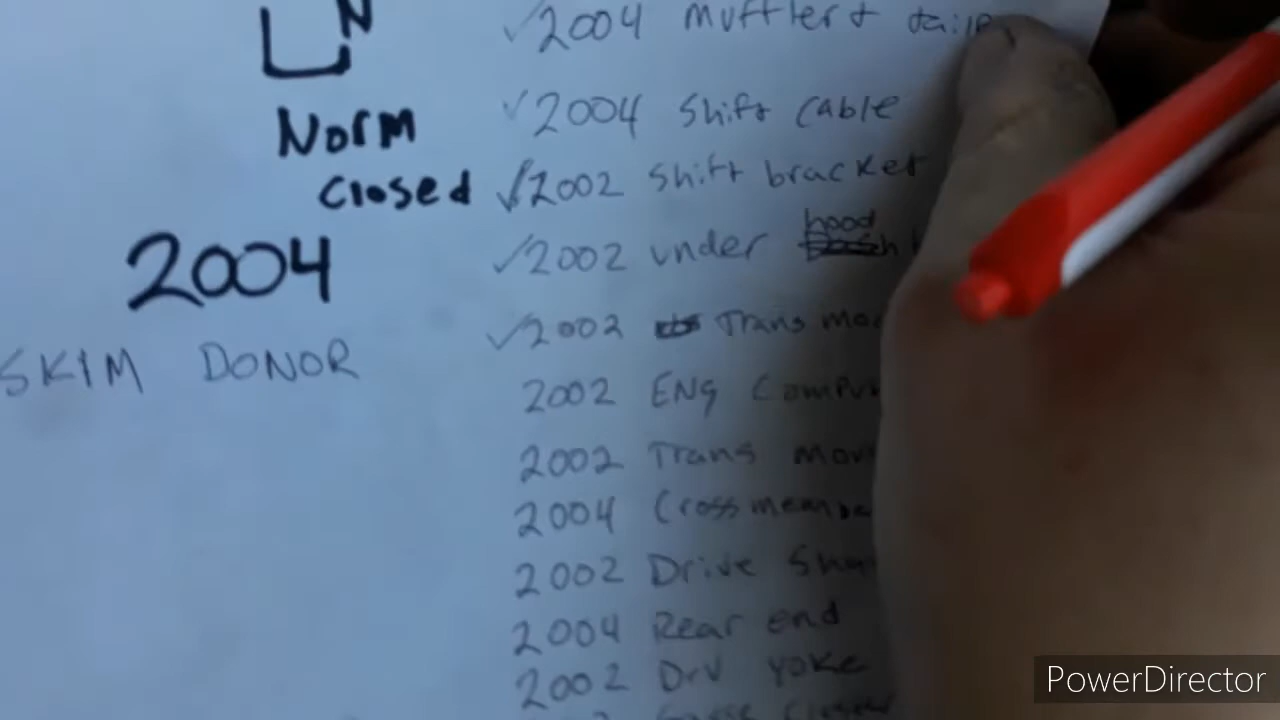 N
Norm
Closed
2004
SKIM DONOR
✓2004 Muffler &
✓2004 Shift Cable
✓2002 Shift bracket
✓2002 under hood
✓2002 Trans
2002 ENg
2002 Trans
2004
2002 Drive
2004 Rear end
2002 Drv yoke
PowerDirector